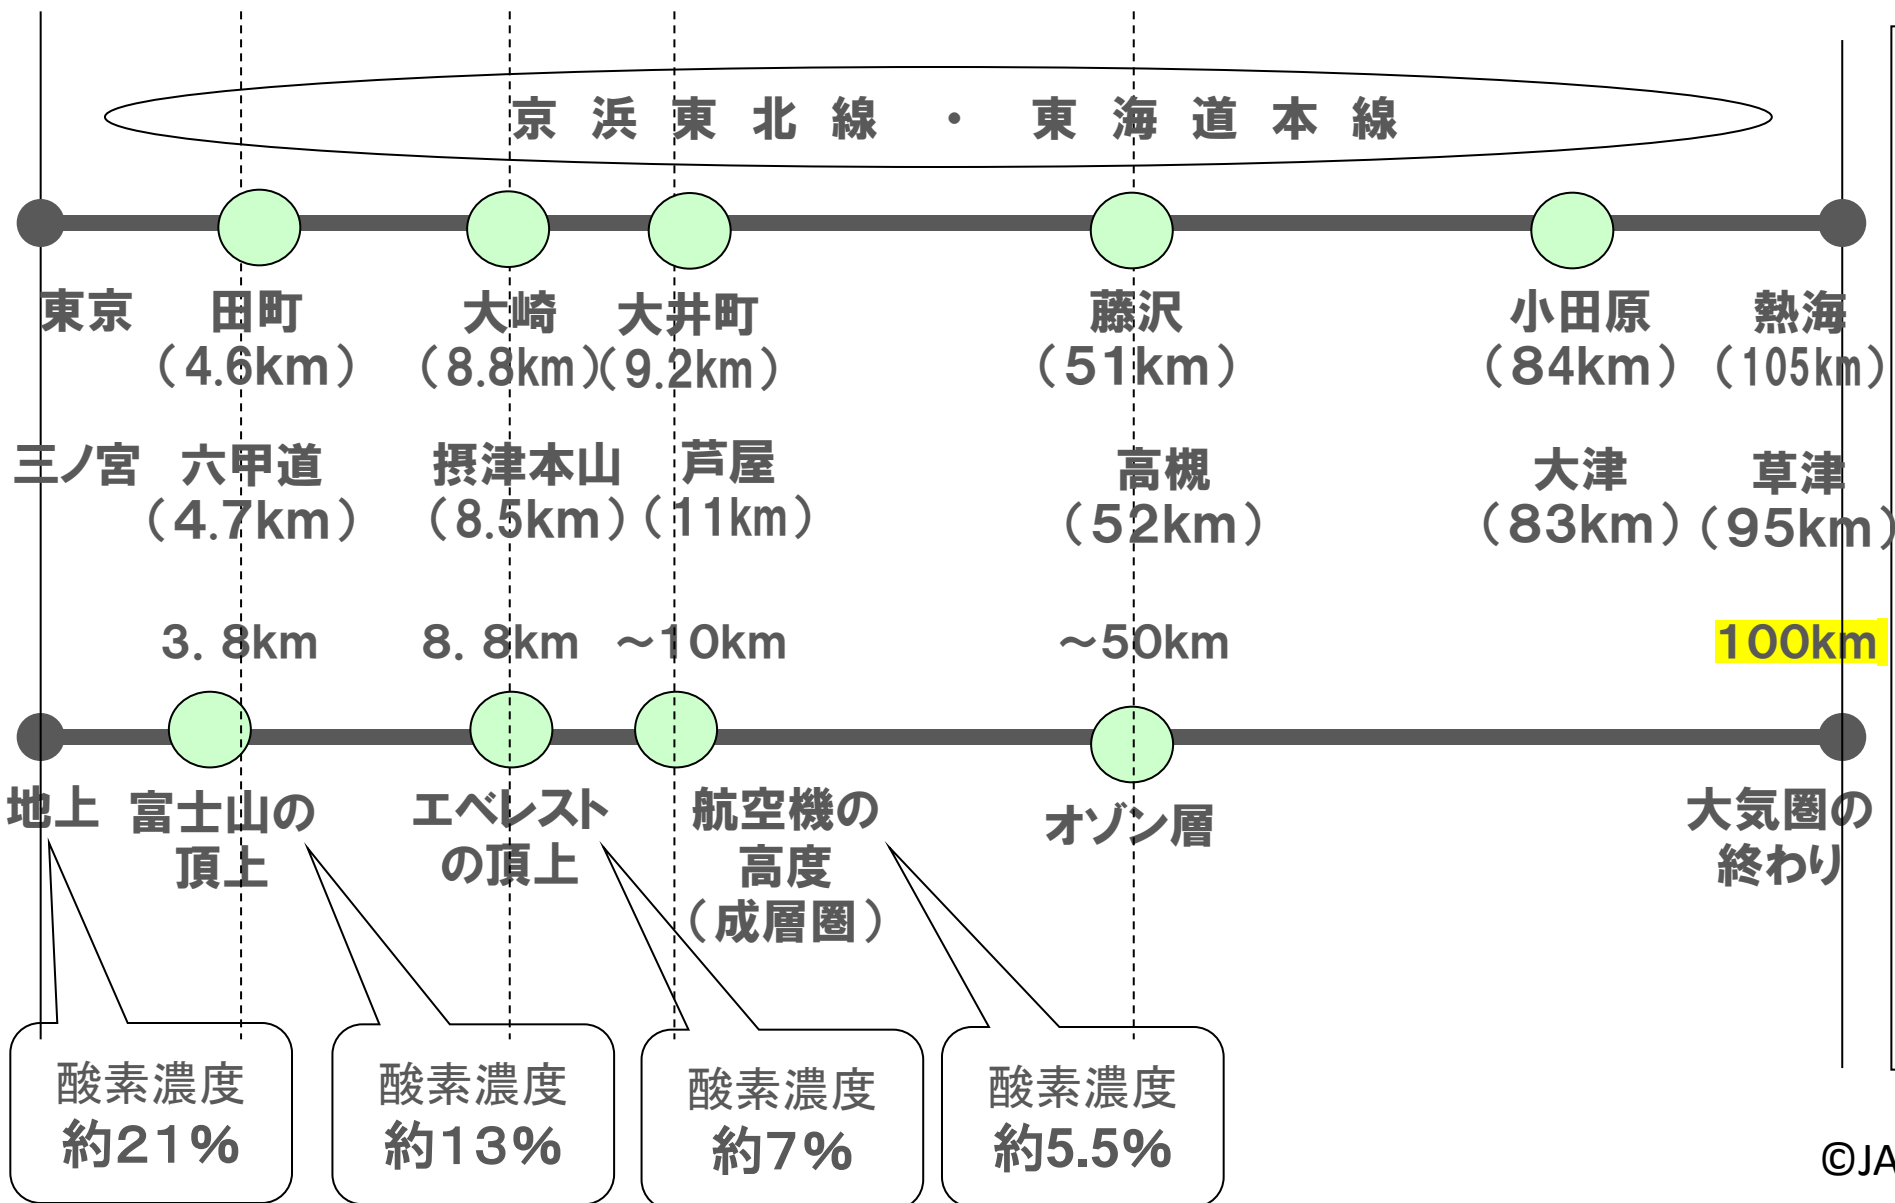 京浜東北線・東海道本線
東京 田町 大崎 大井町 藤沢 小田原 熱海
（4.6km） （8.8km） （9.2km） （51km） （84km） （105km）
三ノ宮 六甲道 摂津本山 芦屋 高槻 大津 草津
（4.7km） （8.5km） （11km） （52km） （83km） （95km）
3.8km 8.8km ～10km ～50km 100km
地上 富士山の エベレスト 航空機の オゾン層 大気圏の
頂上 の頂上 高度 終わり
（成層圏）
酸素濃度 酸素濃度 酸素濃度 酸素濃度
約21% 約13% 約7% 約5.5%
©JA